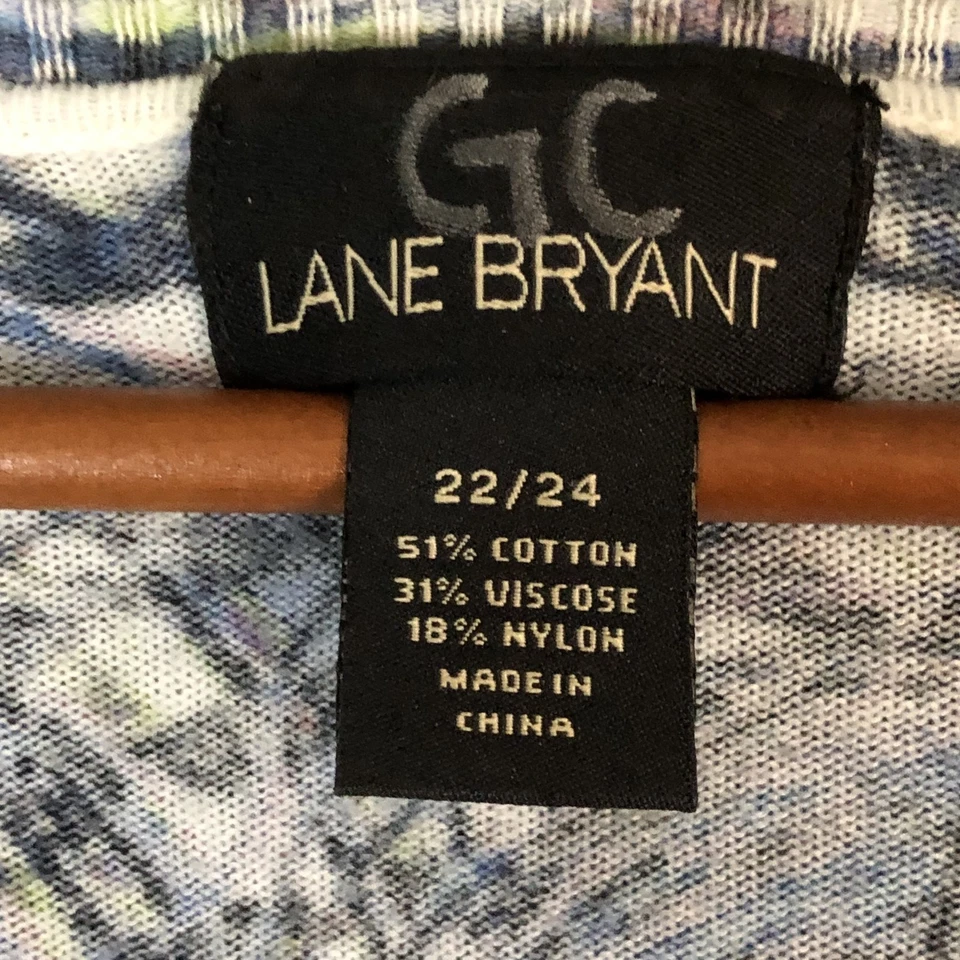 GC
LANE BRYANT
22/24
51% COTTON
31% VISCOSE
18% NYLON
MADE IN
CHINA